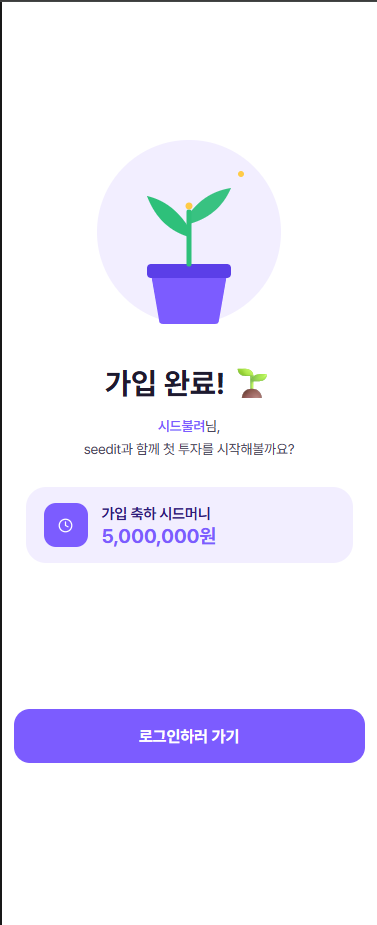 가입 완료! 🌱
시드불려님,
seedit과 함께 첫 투자를 시작해볼까요?
가입 축하 시드머니
5,000,000원
로그인하러 가기